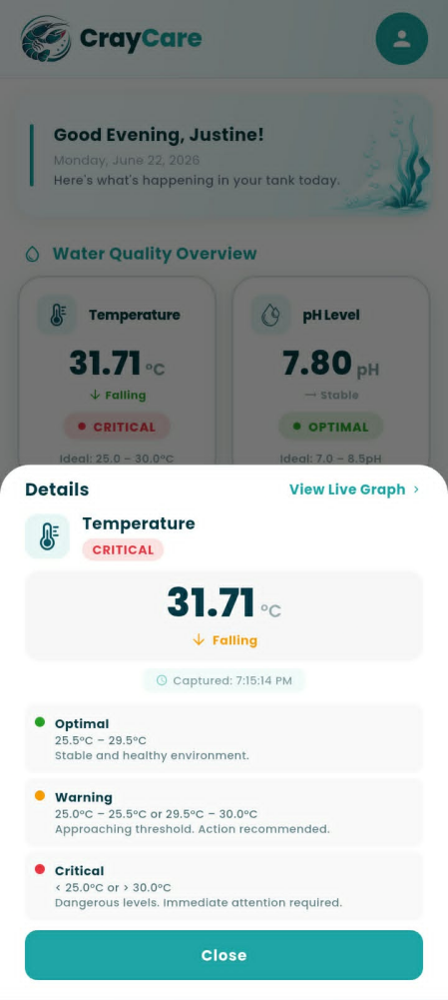 CrayCare
Good Evening, Justine!
Monday, June 22, 2026
Here's what's happening in your tank today.
Water Quality Overview
Temperature
31.71 °C
↓ Falling
CRITICAL
Ideal: 25.0 – 30.0°C
pH Level
7.80 pH
→ Stable
OPTIMAL
Ideal: 7.0 – 8.5pH
Details
View Live Graph ›
Temperature
CRITICAL
31.71 °C
↓ Falling
Captured: 7:15:14 PM
Optimal
25.5°C – 29.5°C
Stable and healthy environment.
Warning
25.0°C – 25.5°C or 29.5°C – 30.0°C
Approaching threshold. Action recommended.
Critical
< 25.0°C or > 30.0°C
Dangerous levels. Immediate attention required.
Close